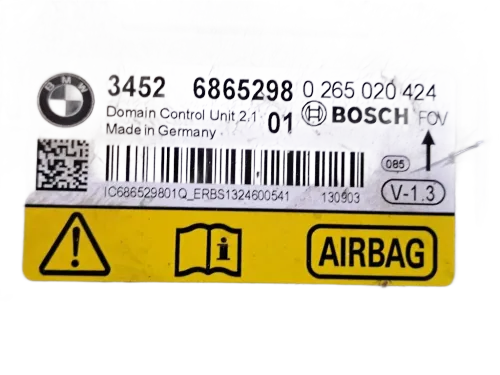 BMW
3452 6865298 0 265 020 424
Domain Control Unit 2.1 01 BOSCH FOV
Made in Germany
085
V-1.3
IC686529801Q_ERBS1324600541 130903
AIRBAG